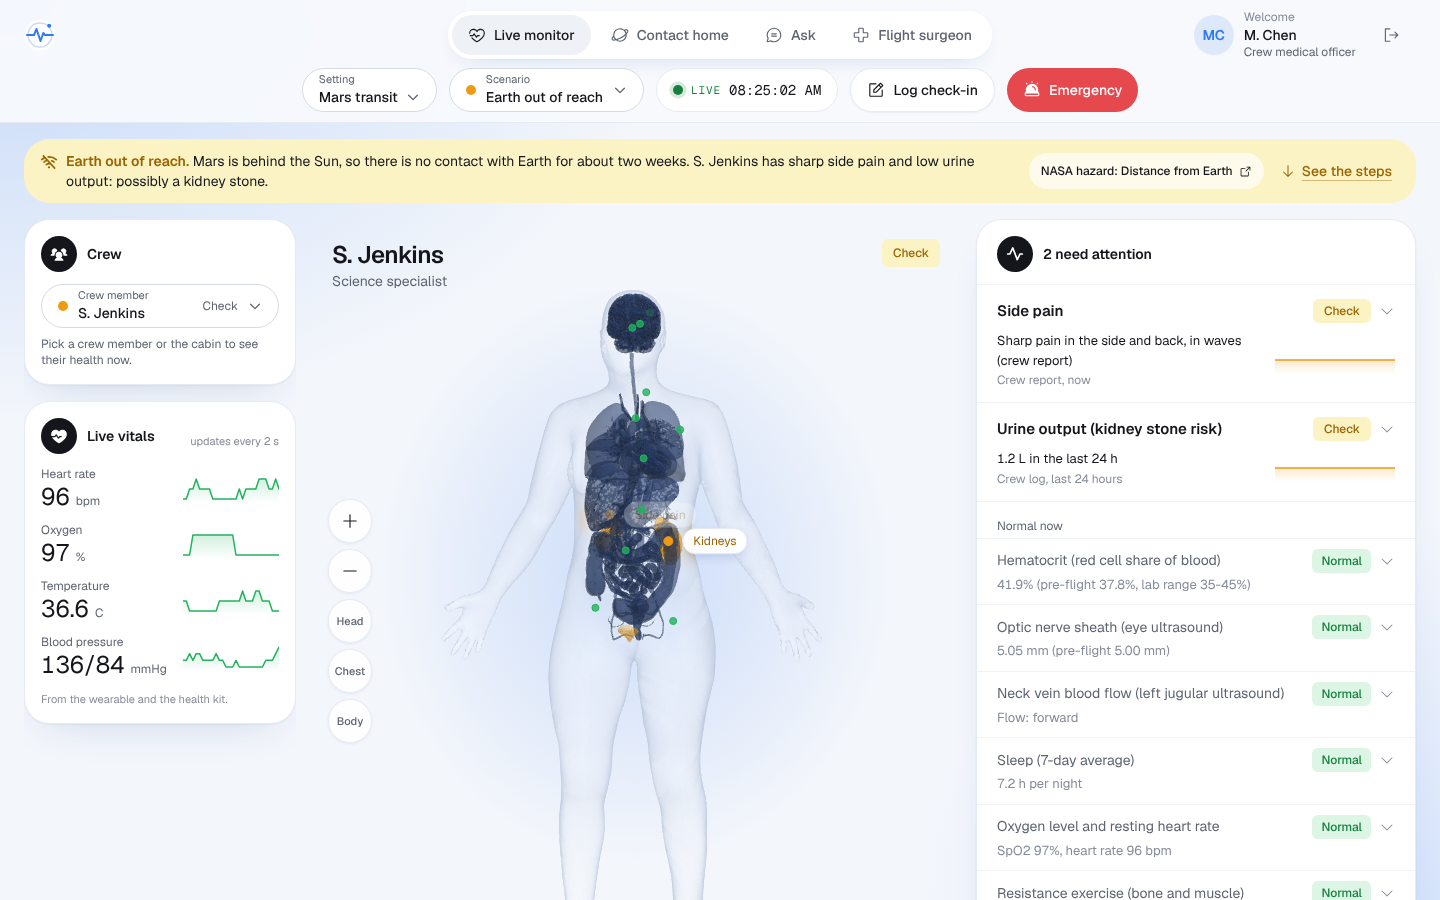 Live monitor
Contact home
Ask
Flight surgeon
MC
Welcome
M. Chen
Crew medical officer
Setting
Mars transit
Scenario
Earth out of reach
LIVE 08:25:02 AM
Log check-in
Emergency
Earth out of reach. Mars is behind the Sun, so there is no contact with Earth for about two weeks. S. Jenkins has sharp side pain and low urine
output: possibly a kidney stone.
NASA hazard: Distance from Earth
See the steps
Crew
Crew member
S. Jenkins
Check
Pick a crew member or the cabin to see
their health now.
Live vitals
updates every 2 s
Heart rate
96 bpm
Oxygen
97 %
Temperature
36.6 C
Blood pressure
136/84 mmHg
From the wearable and the health kit.
S. Jenkins
Science specialist
Check
Side pain
Kidneys
Head
Chest
Body
2 need attention
Side pain
Check
Sharp pain in the side and back, in waves
(crew report)
Crew report, now
Urine output (kidney stone risk)
Check
1.2 L in the last 24 h
Crew log, last 24 hours
Normal now
Hematocrit (red cell share of blood)
Normal
41.9% (pre-flight 37.8%, lab range 35-45%)
Optic nerve sheath (eye ultrasound)
Normal
5.05 mm (pre-flight 5.00 mm)
Neck vein blood flow (left jugular ultrasound)
Normal
Flow: forward
Sleep (7-day average)
Normal
7.2 h per night
Oxygen level and resting heart rate
Normal
SpO2 97%, heart rate 96 bpm
Resistance exercise (bone and muscle)
Normal